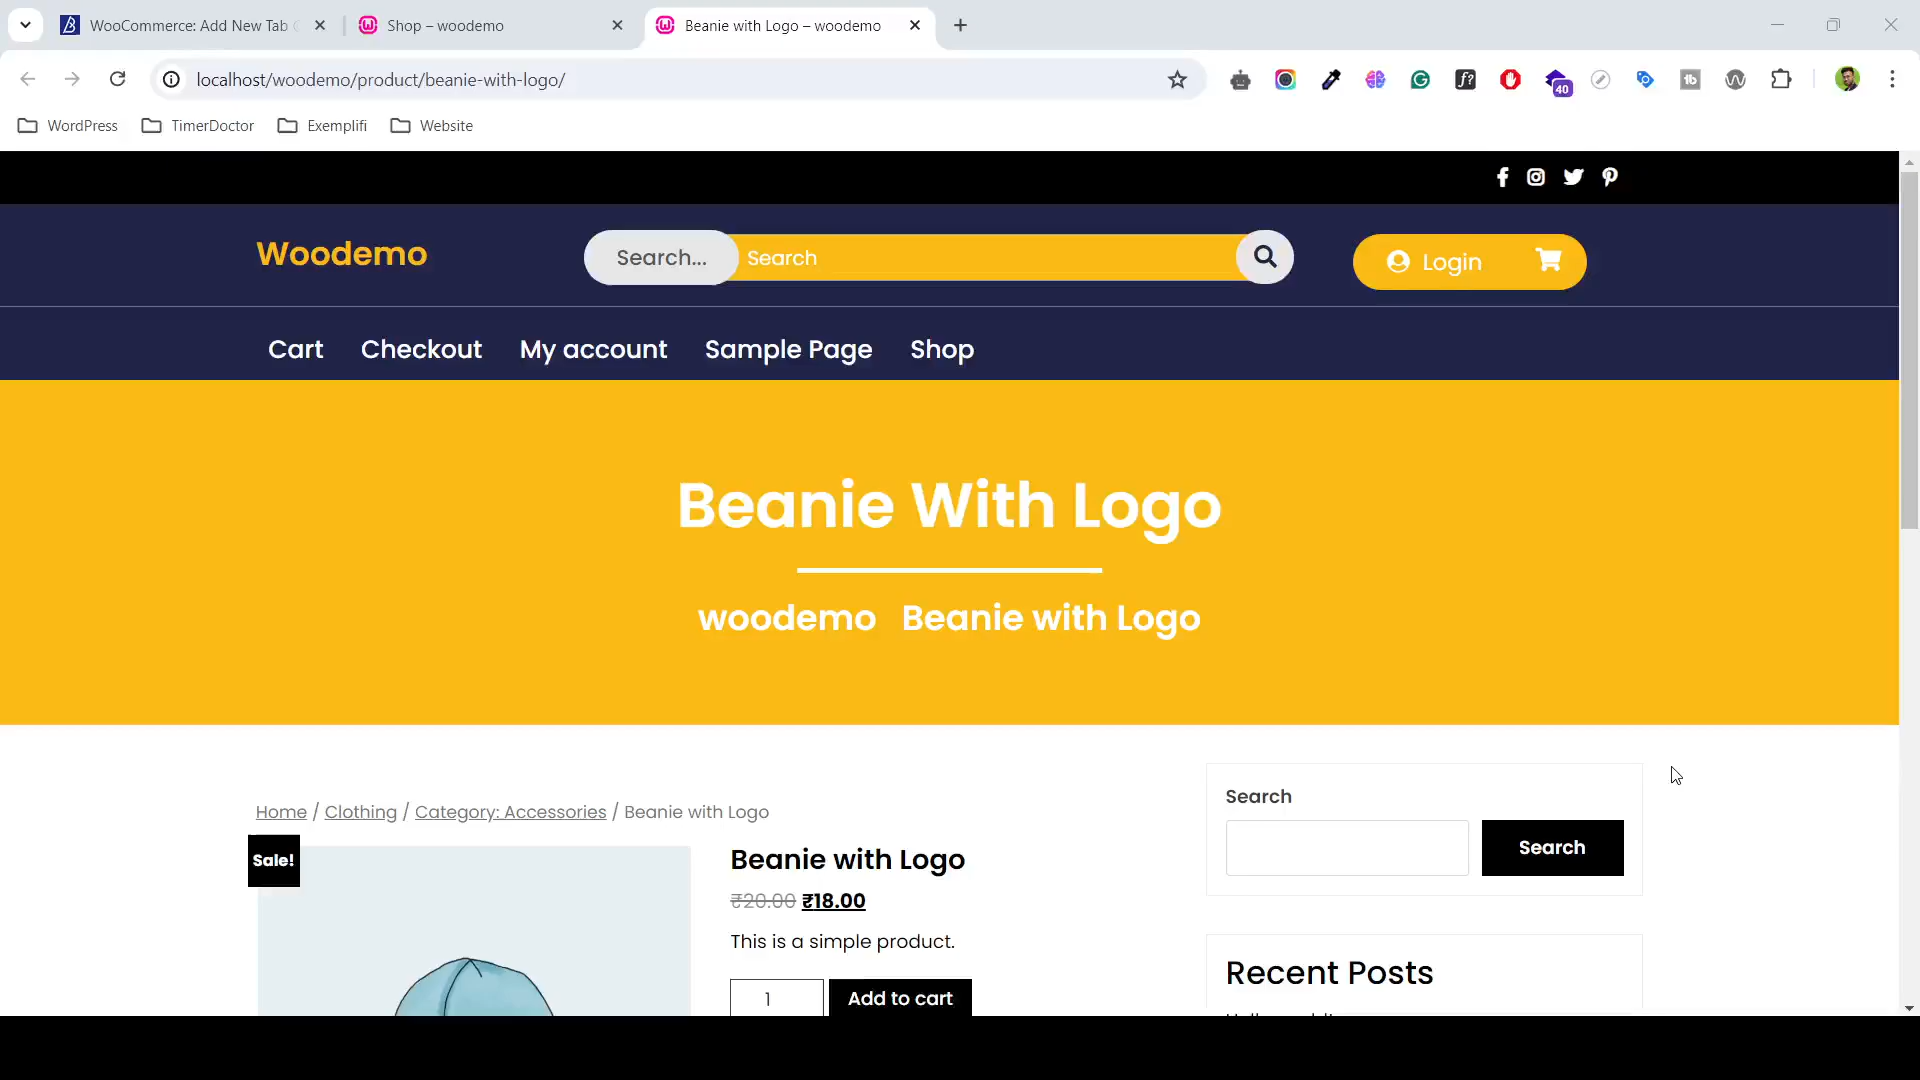 WooCommerce: Add New Tab
Shop – woodemo
Beanie with Logo – woodemo
localhost/woodemo/product/beanie-with-logo/
40
WordPress
TimerDoctor
Exemplifi
Website
Woodemo
Search...
Search
Login
Cart
Checkout
My account
Sample Page
Shop
Beanie With Logo
woodemo Beanie with Logo
Home / Clothing / Category: Accessories / Beanie with Logo
Sale!
Beanie with Logo
₹20.00 ₹18.00
This is a simple product.
1
Add to cart
Search
Search
Recent Posts